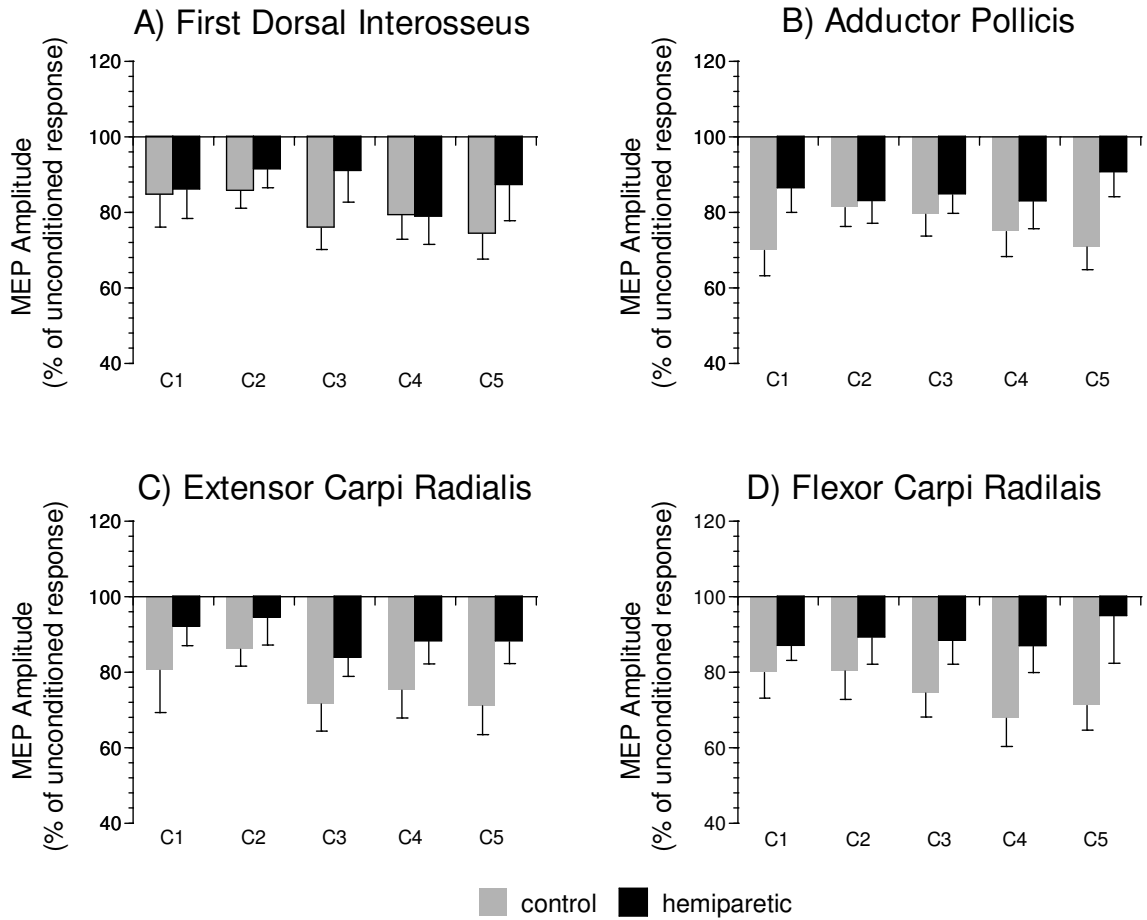 A) First Dorsal Interosseus
MEP Amplitude
(% of unconditioned response)
120
100
80
60
40
C1 C2 C3 C4 C5
B) Adductor Pollicis
MEP Amplitude
(% of unconditioned response)
120
100
80
60
40
C1 C2 C3 C4 C5
C) Extensor Carpi Radialis
MEP Amplitude
(% of unconditioned response)
120
100
80
60
40
C1 C2 C3 C4 C5
D) Flexor Carpi Radilais
MEP Amplitude
(% of unconditioned response)
120
100
80
60
40
C1 C2 C3 C4 C5
control hemiparetic